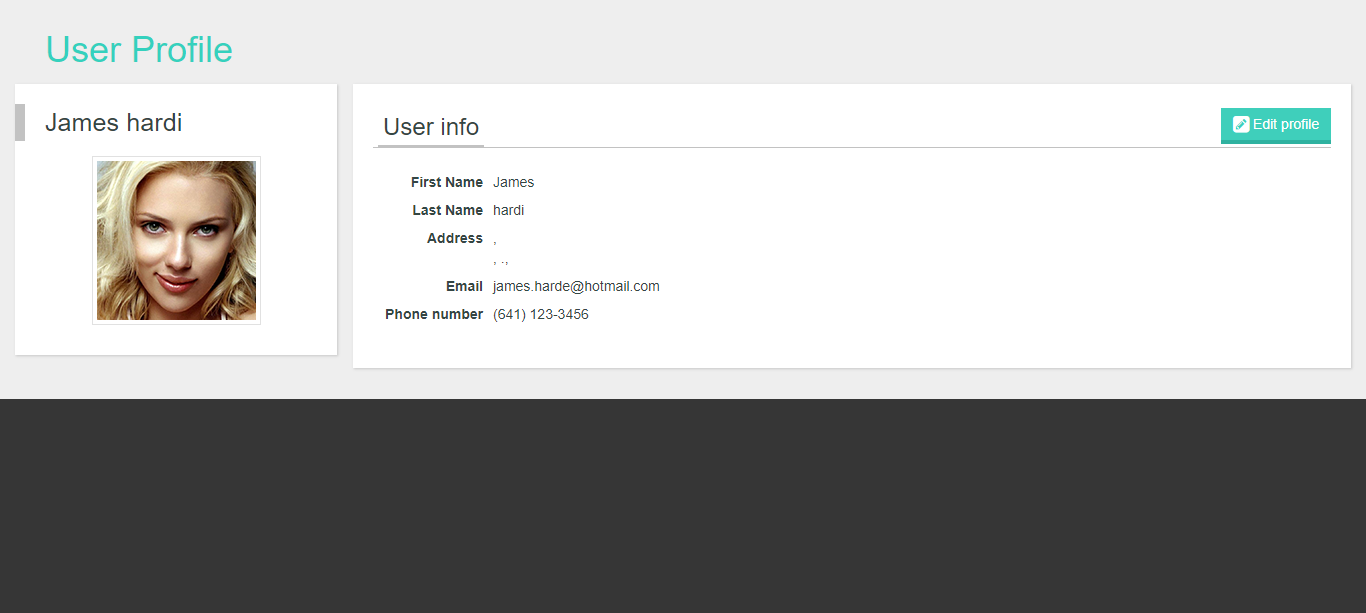 User Profile
James hardi
User info
Edit profile
First Name James
Last Name hardi
Address ,
, .,
Email james.harde@hotmail.com
Phone number (641) 123-3456